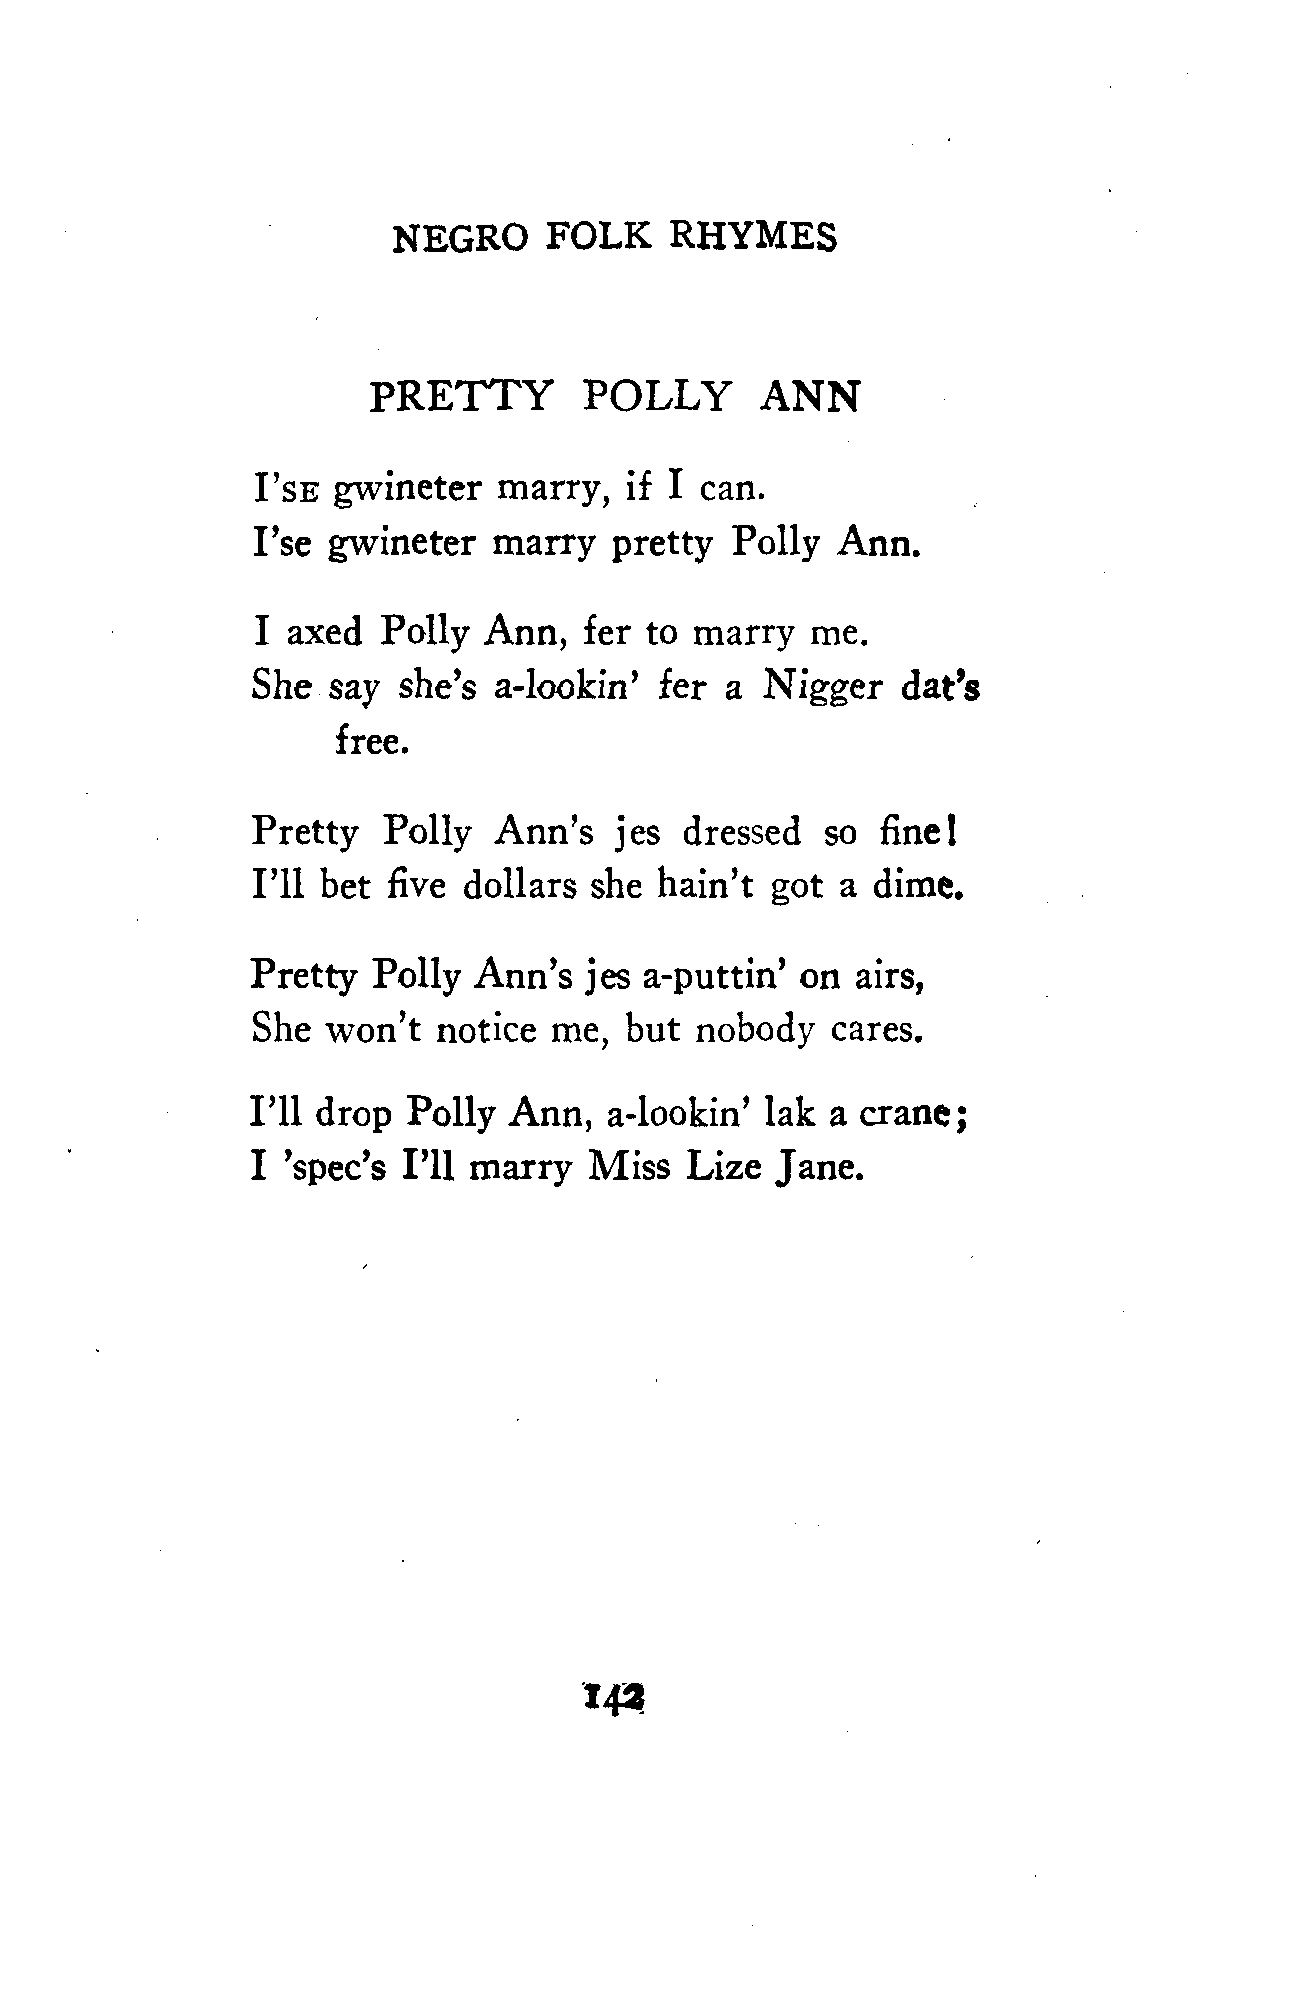 NEGRO FOLK RHYMES
PRETTY POLLY ANN
I'SE gwineter marry, if I can.
I'se gwineter marry pretty Polly Ann.
I axed Polly Ann, fer to marry me.
She say she's a-lookin' fer a Nigger dat's
free.
Pretty Polly Ann's jes dressed so fine!
I'll bet five dollars she hain't got a dime.
Pretty Polly Ann's jes a-puttin' on airs,
She won't notice me, but nobody cares.
I'll drop Polly Ann, a-lookin' lak a crane;
I 'spec's I'll marry Miss Lize Jane.
142